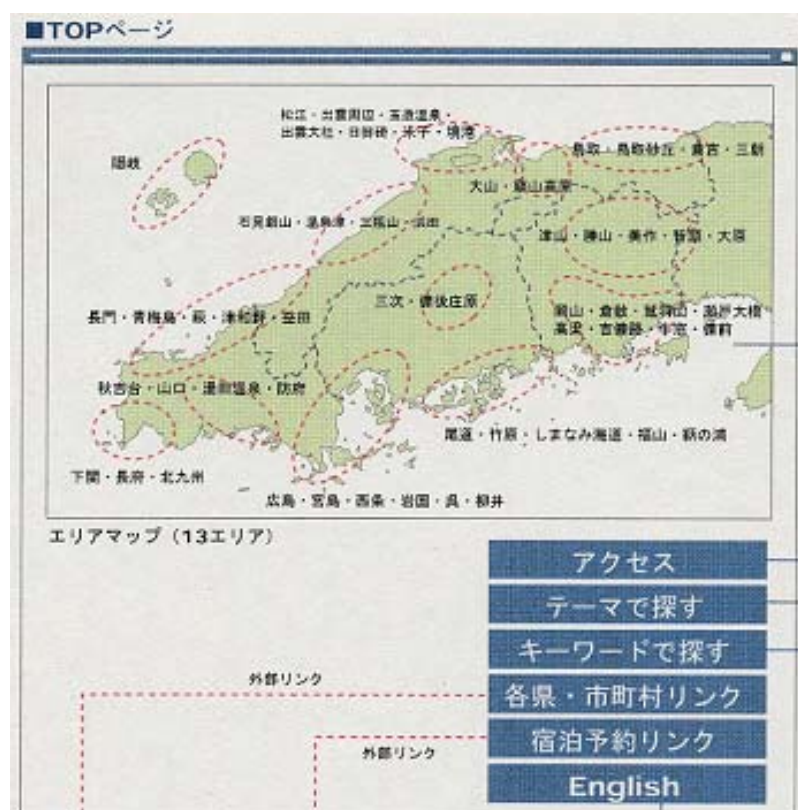 ■TOPページ
松江・出雲周辺・玉造温泉・
出雲大社・日御碕・米子・境港
隠岐
鳥取・鳥取砂丘・倉吉・三朝
大山・蒜山高原
石見銀山・温泉津・三瓶山・浜田
津山・勝山・美作・智頭・大原
三次・備後庄原
岡山・倉敷・鷲羽山・瀬戸大橋
高梁・吉備路・牛窓・備前
長門・青海島・萩・津和野・益田
秋吉台・山口・湯田温泉・防府
尾道・竹原・しまなみ海道・福山・鞆の浦
下関・長府・北九州
広島・宮島・西条・岩国・呉・柳井
エリアマップ（13エリア）
アクセス
テーマで探す
キーワードで探す
外部リンク
各県・市町村リンク
外部リンク
宿泊予約リンク
English